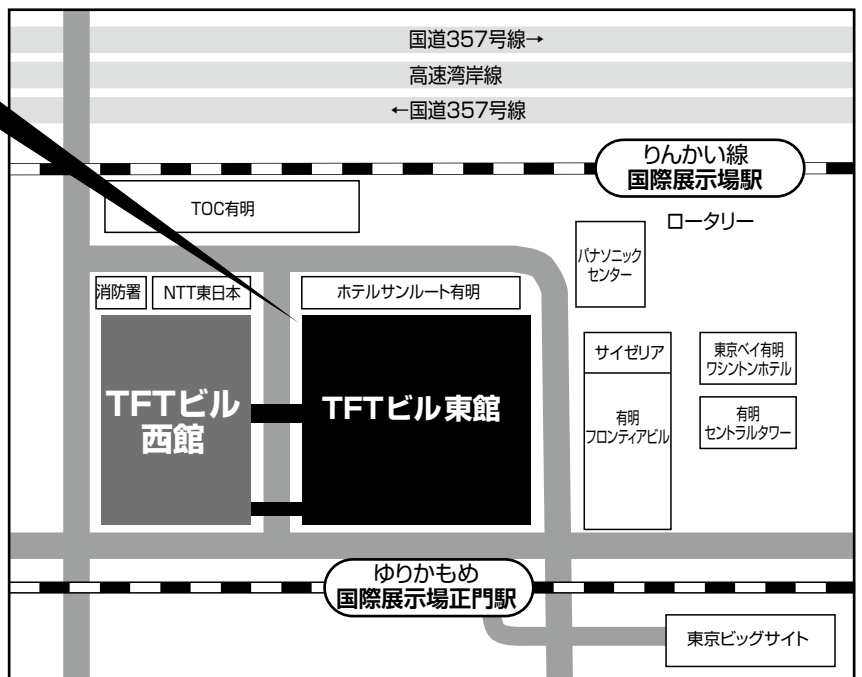 国道357号線→
高速湾岸線
←国道357号線
りんかい線
国際展示場駅
TOC有明
ロータリー
パナソニック
センター
消防署
NTT東日本
ホテルサンルート有明
サイゼリア
東京ベイ有明
ワシントンホテル
TFTビル
西館
TFTビル 東館
有明
フロンティアビル
有明
セントラルタワー
ゆりかもめ
国際展示場正門駅
東京ビッグサイト